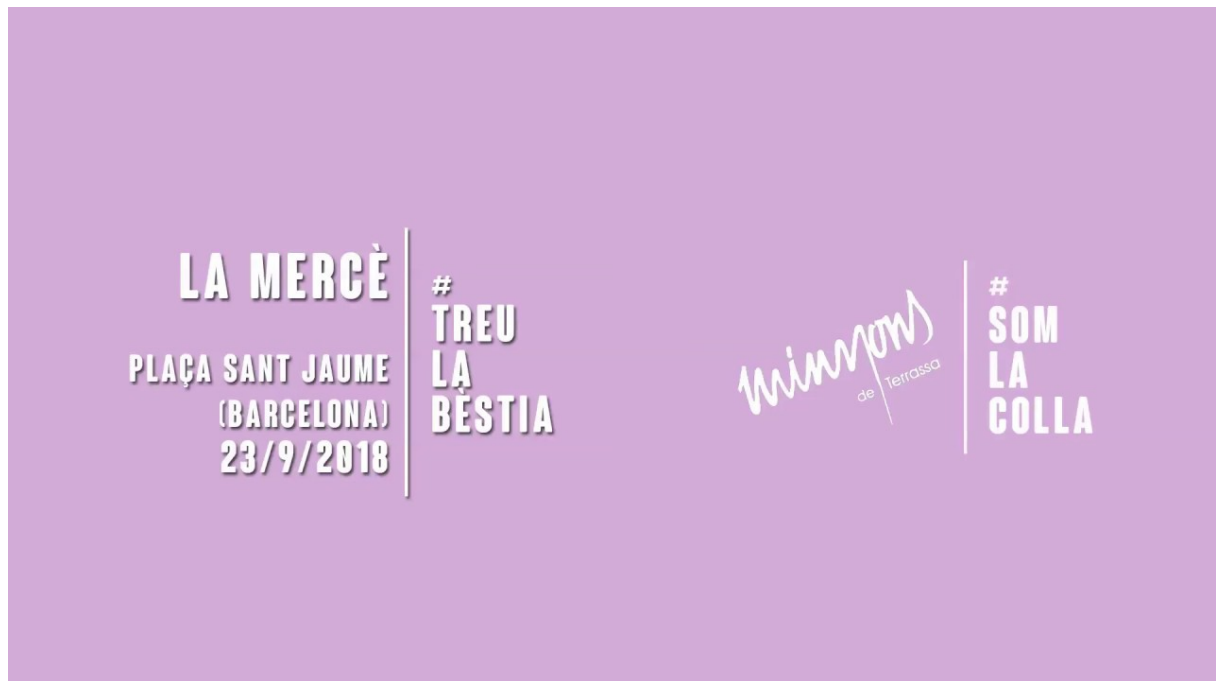 LA MERCÈ
PLAÇA SANT JAUME
(BARCELONA)
23/9/2018
#
TREU
LA
BÈSTIA
minyons
de Terrassa
#
SOM
LA
COLLA